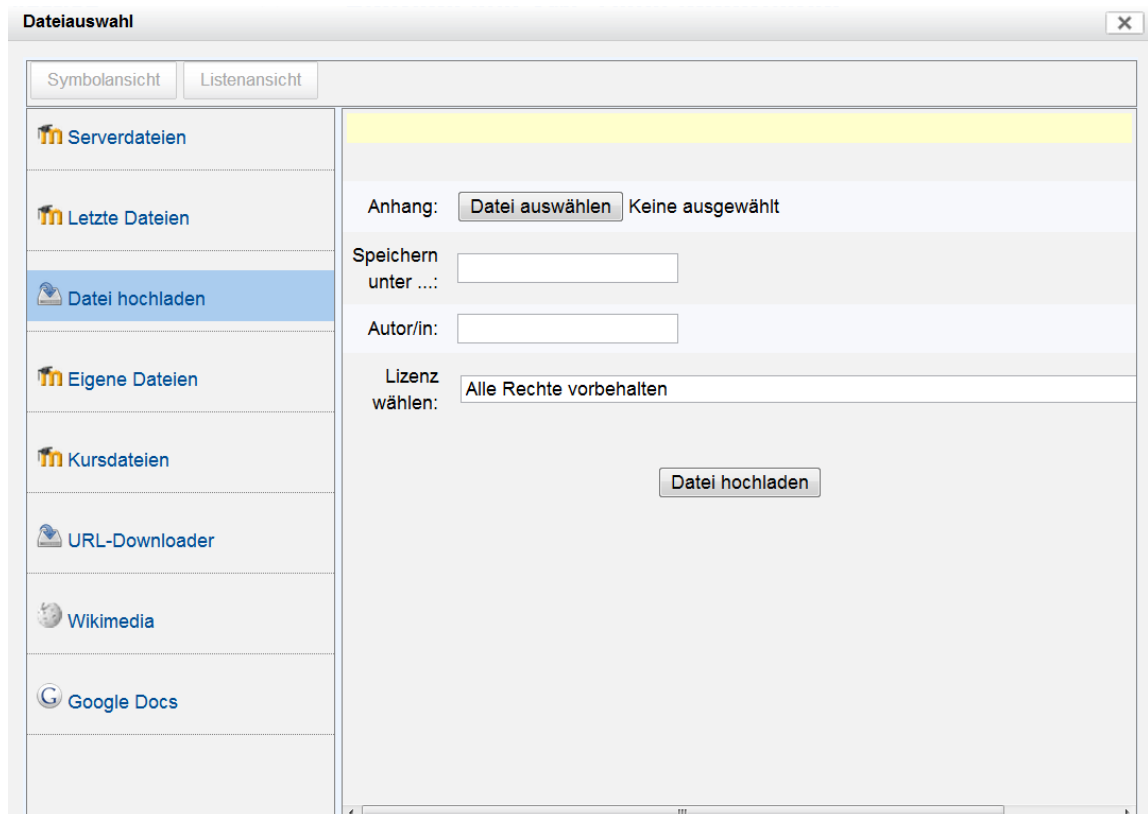 Dateiauswahl
Symbolansicht Listenansicht
Serverdateien
Letzte Dateien
Datei hochladen
Eigene Dateien
Kursdateien
URL-Downloader
Wikimedia
Google Docs
Anhang: Datei auswählen Keine ausgewählt
Speichern
unter ...:
Autor/in:
Lizenz
wählen:
Alle Rechte vorbehalten
Datei hochladen